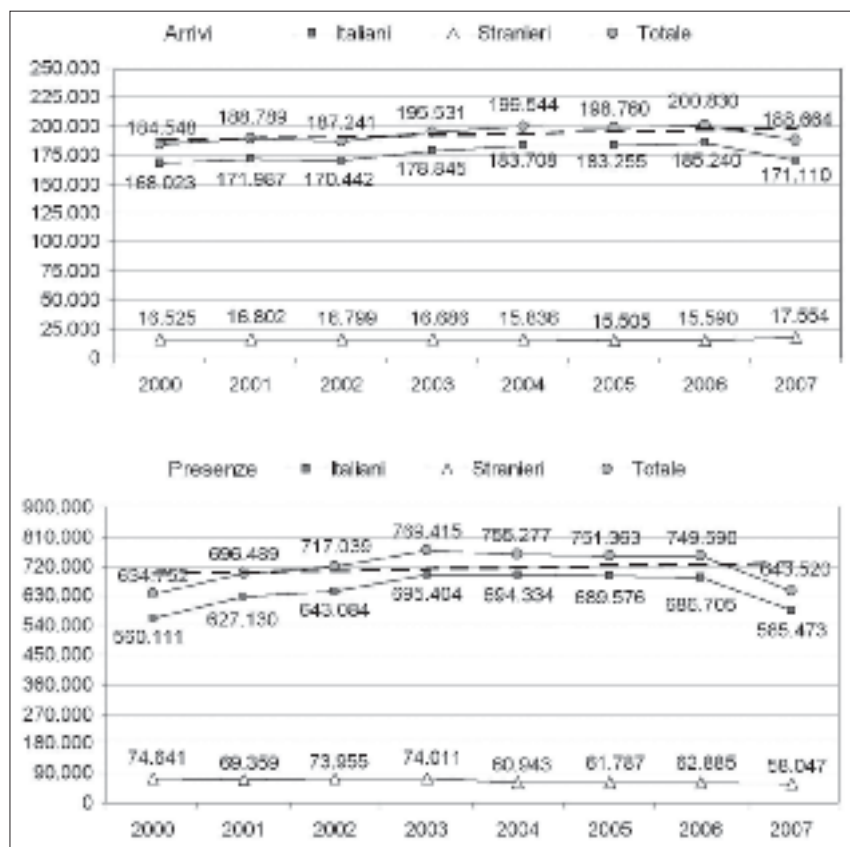 Arrivi Italiani Stranieri Totale
250.000
225.000
200.000
175.000
150.000
125.000
100.000
75.000
50.000
25.000
0
184.548 188.789 187.241 195.531 199.544 198.760 200.830 188.664
168.023 171.987 170.442 178.845 183.708 183.255 185.240 171.110
16.525 16.802 16.799 16.686 15.836 15.505 15.590 17.554
2000 2001 2002 2003 2004 2005 2006 2007
Presenze Italiani Stranieri Totale
900.000
810.000
720.000
630.000
540.000
450.000
360.000
270.000
180.000
90.000
0
634.752 696.489 717.039 769.415 755.277 751.363 749.590 643.520
560.111 627.130 643.084 695.404 694.334 689.576 686.705 585.473
74.641 69.359 73.955 74.011 60.943 61.787 62.885 58.047
2000 2001 2002 2003 2004 2005 2006 2007